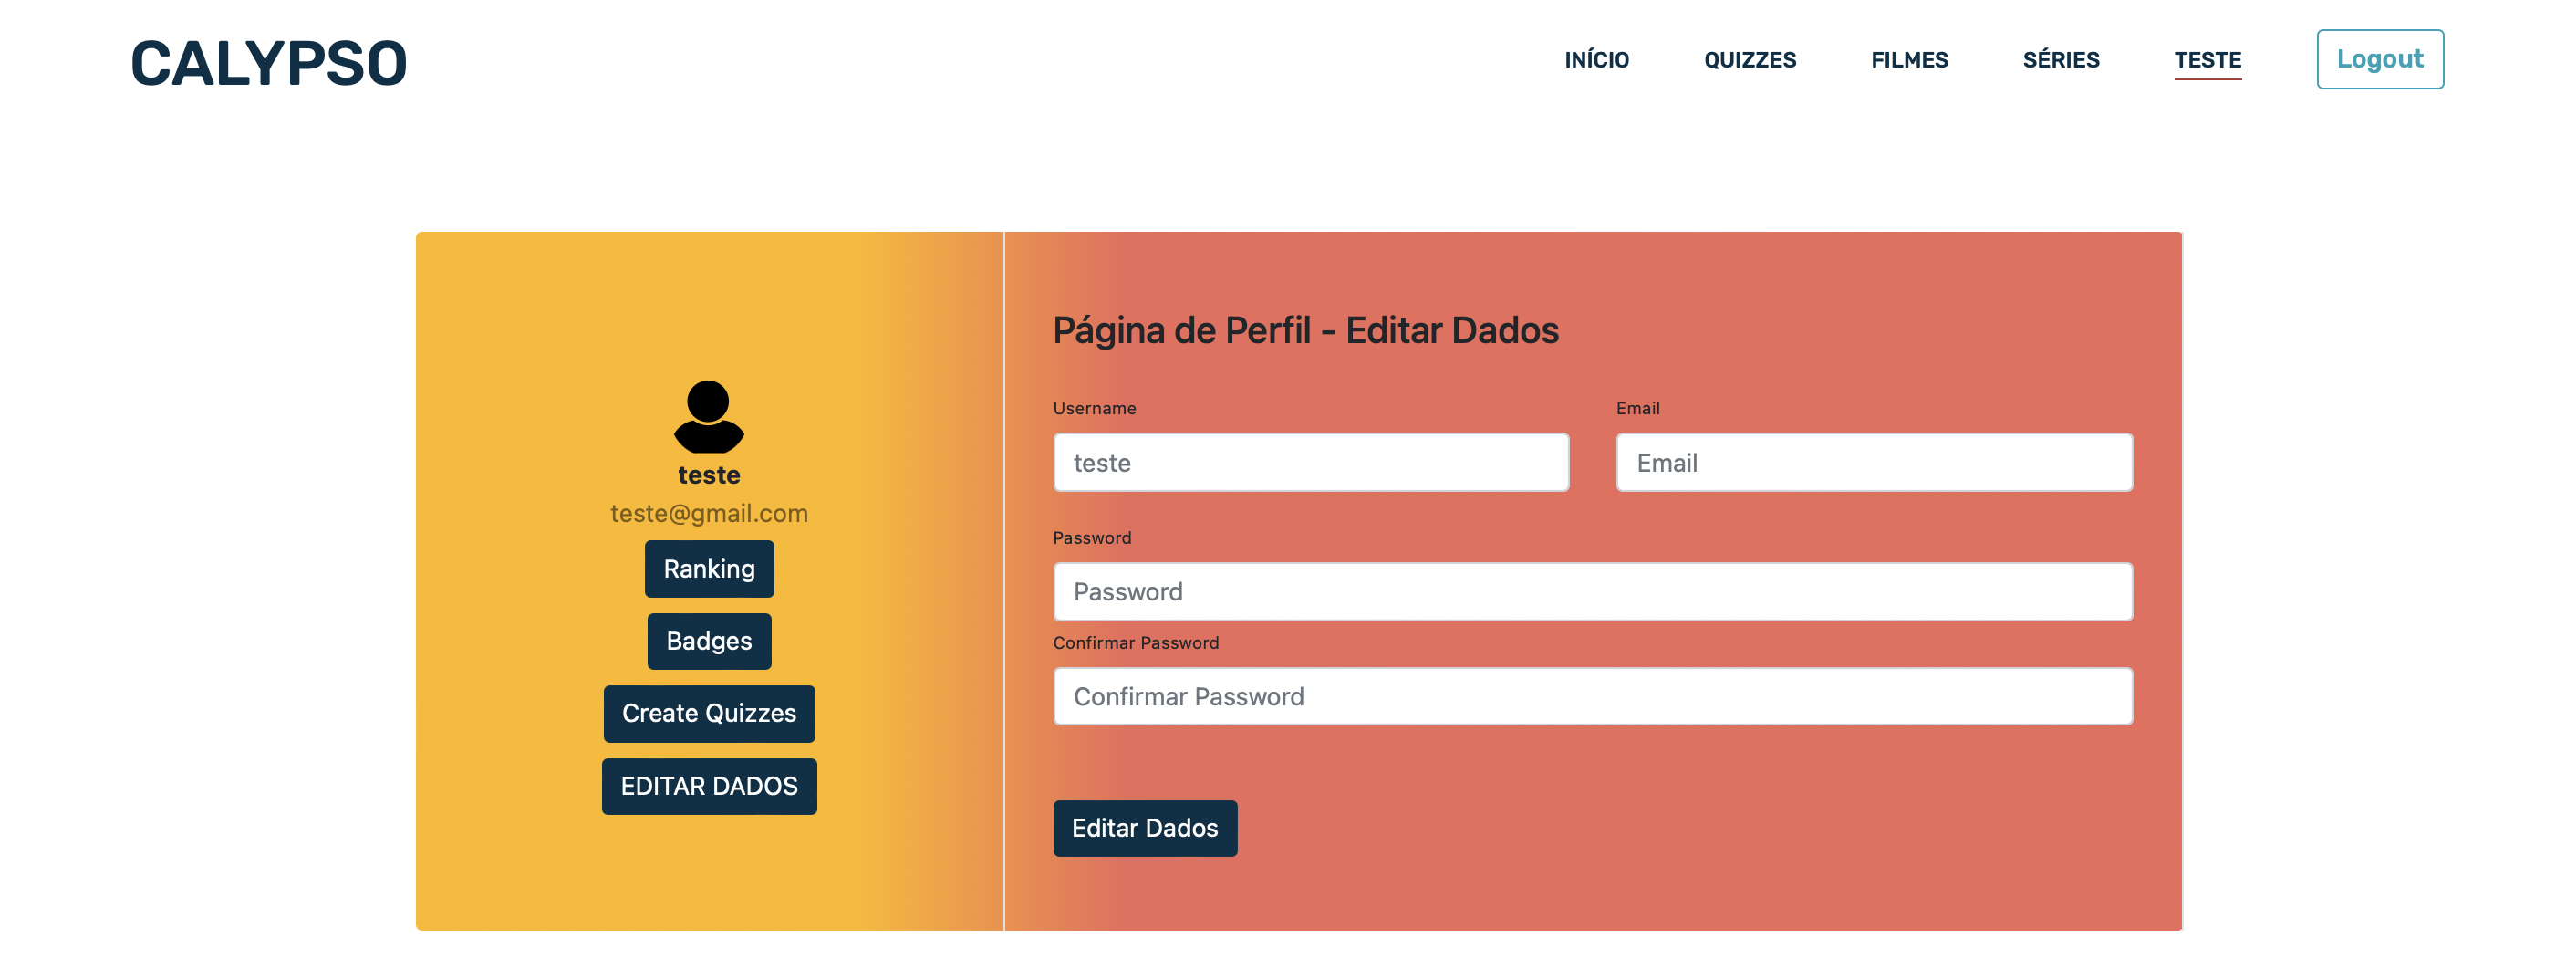 CALYPSO
INÍCIO QUIZZES FILMES SÉRIES TESTE Logout
teste
teste@gmail.com
Ranking
Badges
Create Quizzes
EDITAR DADOS
Página de Perfil - Editar Dados
Username Email
teste Email
Password
Password
Confirmar Password
Confirmar Password
Editar Dados